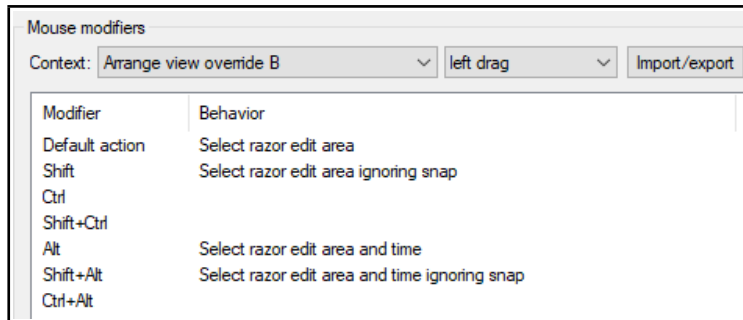 Mouse modifiers
Context: Arrange view override B left drag Import/export
Modifier Behavior
Default action Select razor edit area
Shift Select razor edit area ignoring snap
Ctrl
Shift+Ctrl
Alt Select razor edit area and time
Shift+Alt Select razor edit area and time ignoring snap
Ctrl+Alt